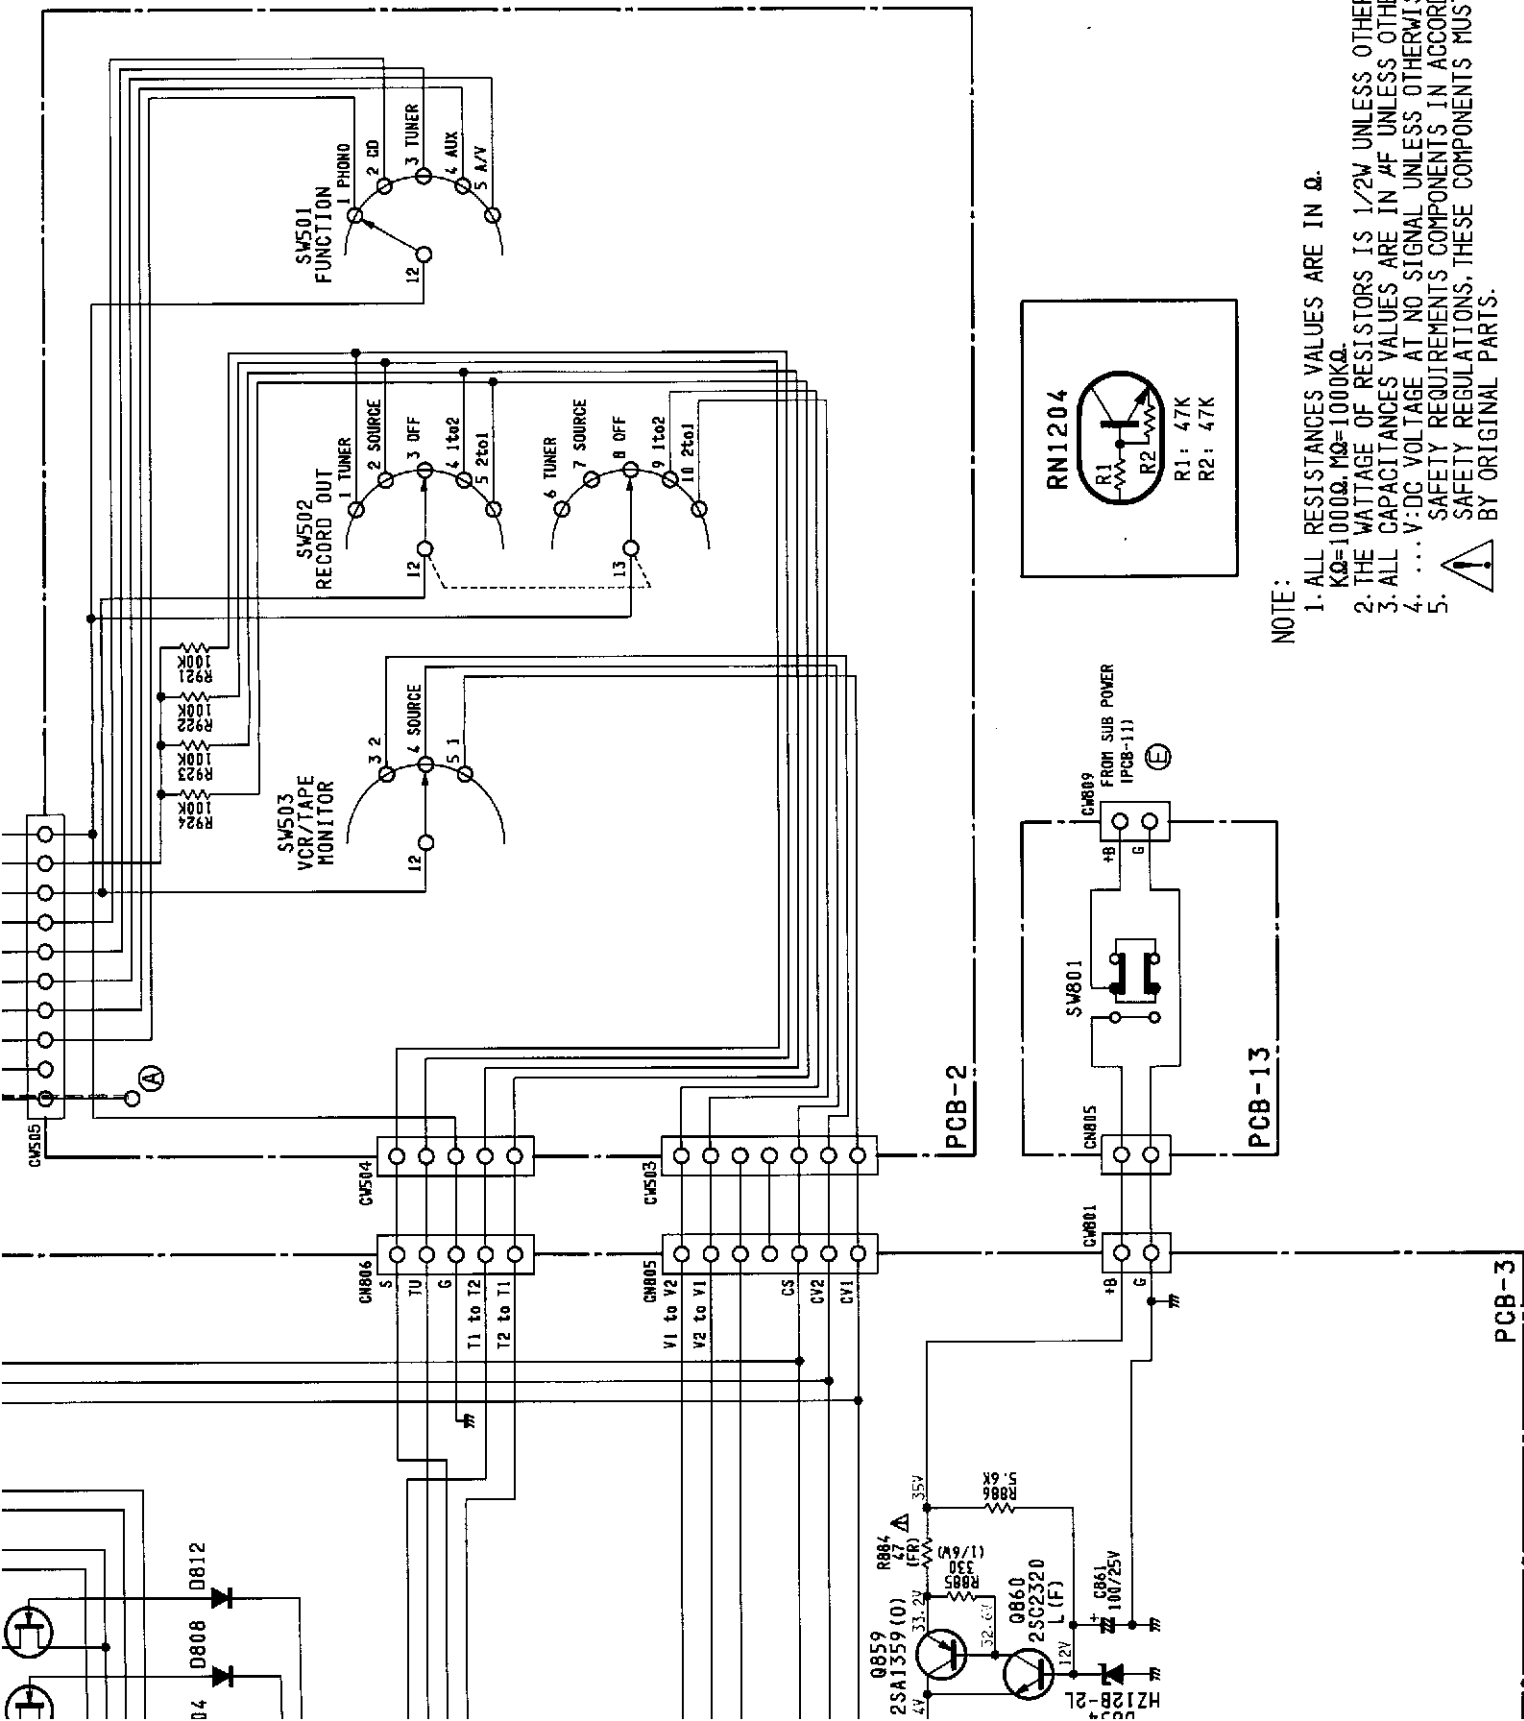 SW501
FUNCTION
1 PHONO
2 CD
3 TUNER
4 AUX
5 A/V
12
SW502
RECORD OUT
1 TUNER
2 SOURCE
3 OFF
4 1to2
5 2to1
12
6 TUNER
7 SOURCE
8 OFF
9 1to2
10 2to1
13
R921
100K
R922
100K
R923
100K
R924
100K
SW503
VCR/TAPE
MONITOR
3 2
4 SOURCE
5 1
12
CW505
A
CW504
CW503
PCB-2
RN1204
R1
R2
R1: 47K
R2: 47K
NOTE:
1. ALL RESISTANCES VALUES ARE IN Ω.
KΩ=1000Ω.MΩ=1000KΩ.
2. THE WATTAGE OF RESISTORS IS 1/2W UNLESS
3. ALL CAPACITANCES VALUES ARE IN µF UNLESS
4. ... V:DC VOLTAGE AT NO SIGNAL UNLESS
5. SAFETY REQUIREMENTS COMPONENTS IN
SAFETY REGULATIONS,THESE COMPONENTS MUST
BY ORIGINAL PARTS.
CW809
FROM SUB POWER
(PCB-11)
E
+B
G
SW801
CN805
PCB-13
CW801
+B
G
PCB-3
CN806
S
TU
G
T1 to T2
T2 to T1
CN805
V1 to V2
V2 to V1
CS
CV2
CV1
D812
D808
04
R884
47
(FR)
35V
R886
5.6K
R885
330
(1/6W)
33.2V
32.6V
Q859
2SA1359(O)
Q860
2SC2320
L(F)
C861
100/25V
+
12V
4V
HZ12B-2L